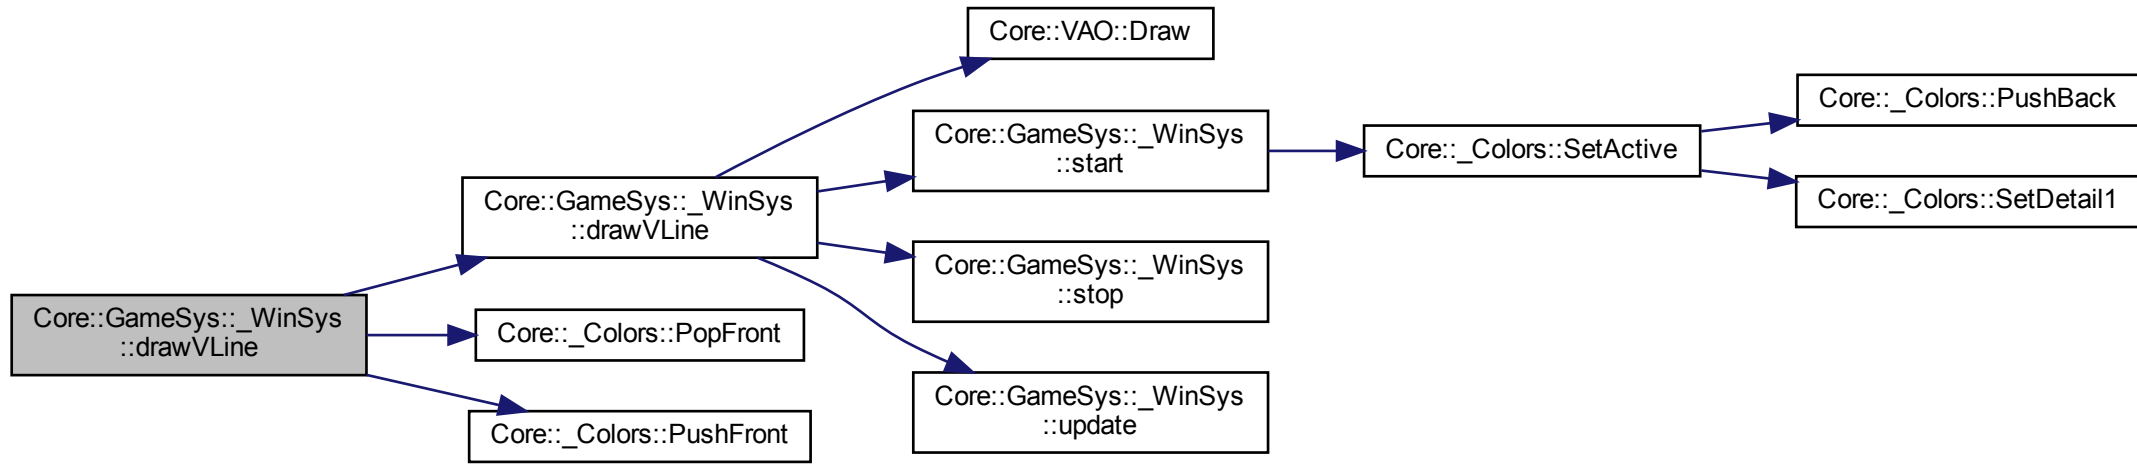 Core::GameSys::_WinSys
::drawVLine
Core::GameSys::_WinSys
::drawVLine
Core::_Colors::PopFront
Core::_Colors::PushFront
Core::VAO::Draw
Core::GameSys::_WinSys
::start
Core::GameSys::_WinSys
::stop
Core::GameSys::_WinSys
::update
Core::_Colors::SetActive
Core::_Colors::PushBack
Core::_Colors::SetDetail1